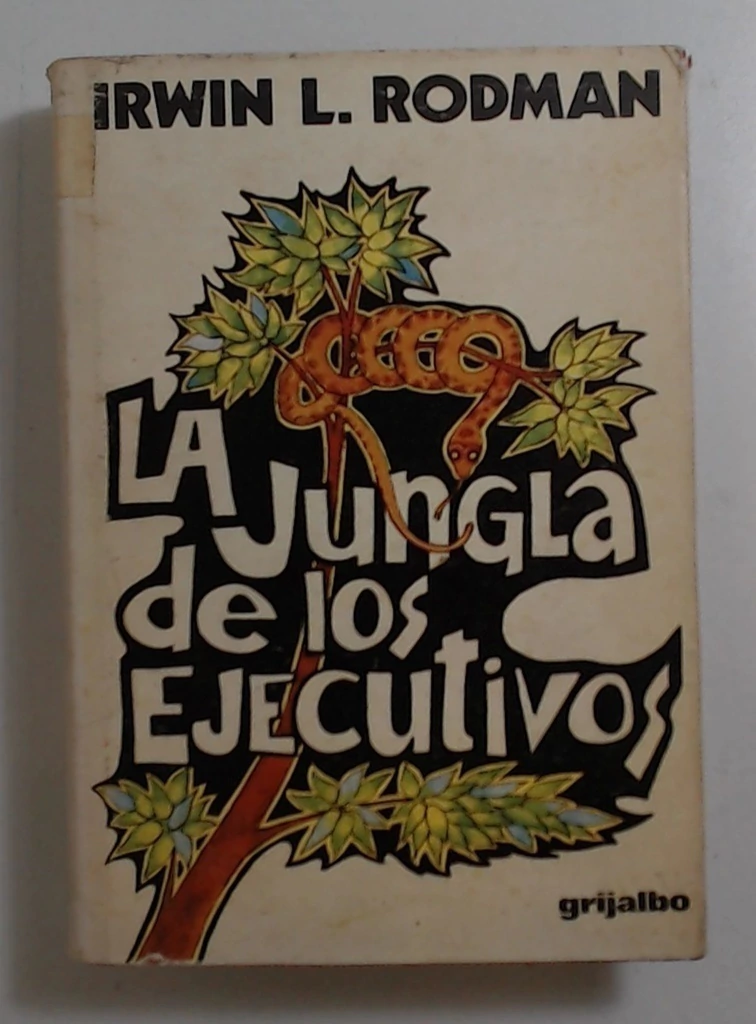 IRWIN L. RODMAN
LA
JUNGLA
de los
EJECUTIVOS
grijalbo